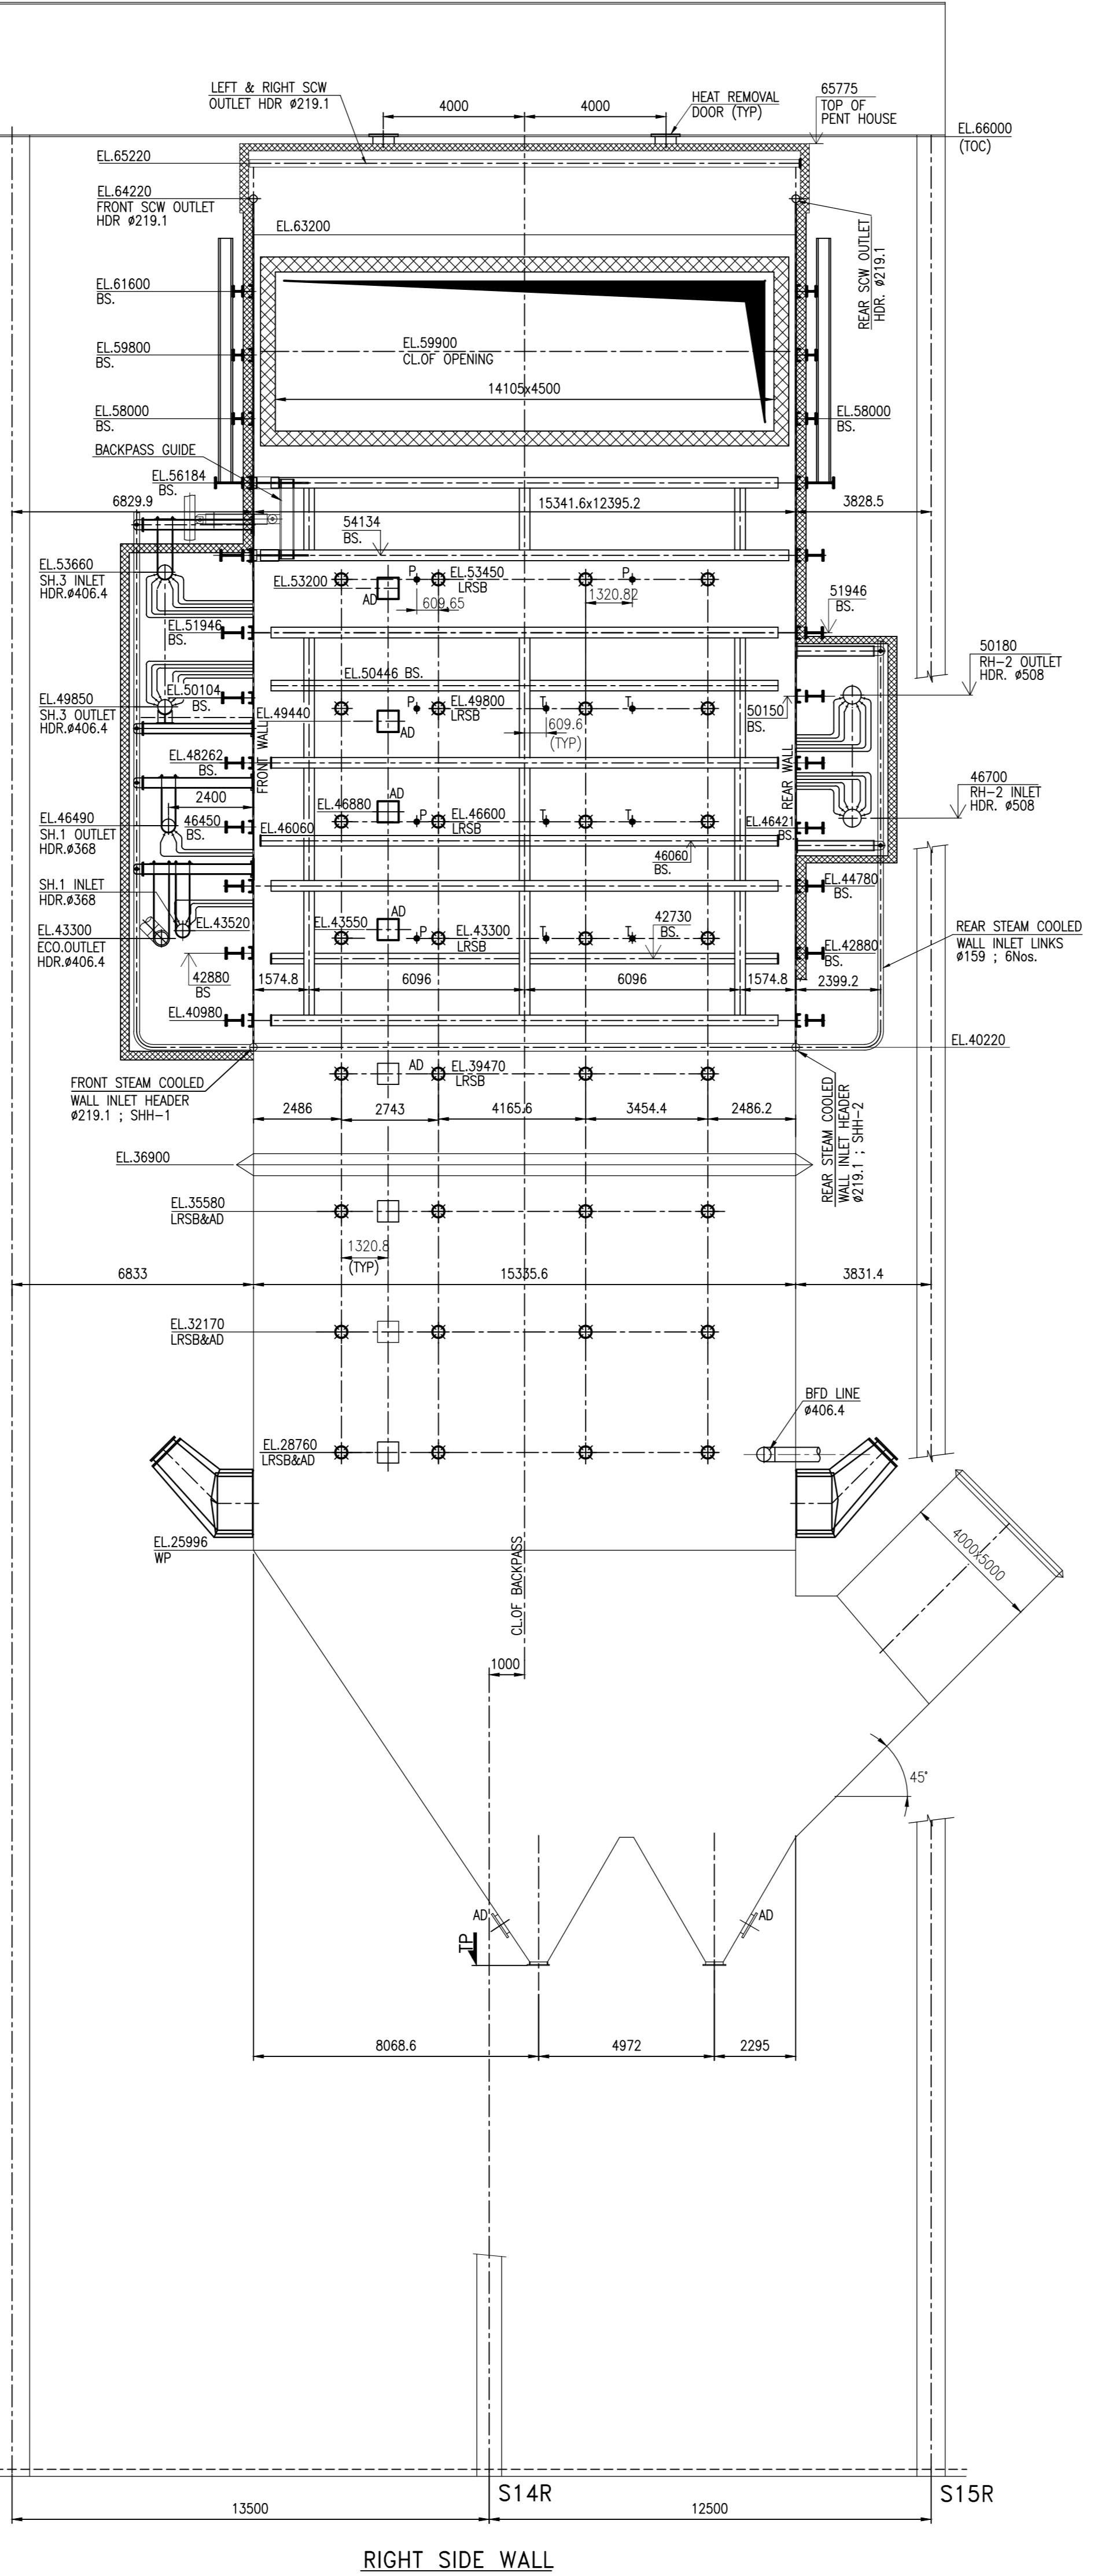 LEFT & RIGHT SCW
OUTLET HDR ø219.1
4000
4000
HEAT REMOVAL
DOOR (TYP)
65775
TOP OF
PENT HOUSE
EL.66000
(TOC)
EL.65220
EL.64220
FRONT SCW OUTLET
HDR ø219.1
EL.63200
REAR SCW OUTLET
HDR. ø219.1
EL.61600
BS.
EL.59800
BS.
EL.59900
CL.OF OPENING
14105x4500
EL.58000
BS.
EL.58000
BS.
BACKPASS GUIDE
EL.56184
BS.
6829.9
15341.6x12395.2
3828.5
54134
BS.
EL.53660
SH.3 INLET
HDR.ø406.4
EL.53200
AD
P
EL.53450
LRSB
P
609.65
1320.82
51946
BS.
EL.51946
BS.
50180
RH-2 OUTLET
HDR. ø508
EL.50446 BS.
EL.49850
SH.3 OUTLET
HDR.ø406.4
EL.50104
BS.
EL.49440
AD
P
EL.49800
LRSB
T
T
609.6
(TYP)
50150
BS.
FRONT WALL
REAR WALL
EL.48262
BS.
2400
46700
RH-2 INLET
HDR. ø508
EL.46490
SH.1 OUTLET
HDR.ø368
46450
BS.
EL.46880
AD
P
EL.46600
LRSB
T
T
EL.46421
BS.
EL.46060
46060
BS.
SH.1 INLET
HDR.ø368
EL.44780
BS.
EL.43300
ECO.OUTLET
HDR.ø406.4
EL.43520
EL.43550
AD
P
EL.43300
LRSB
T
T
42730
BS.
EL.42880
BS.
REAR STEAM COOLED
WALL INLET LINKS
ø159 ; 6Nos.
42880
BS
1574.8
6096
6096
1574.8
2399.2
EL.40980
EL.40220
FRONT STEAM COOLED
WALL INLET HEADER
ø219.1 ; SHH-1
AD
EL.39470
LRSB
REAR STEAM COOLED
WALL INLET HEADER
ø219.1 ; SHH-2
2486
2743
4165.6
3454.4
2486.2
EL.36900
EL.35580
LRSB&AD
1320.8
(TYP)
6833
15335.6
3831.4
EL.32170
LRSB&AD
BFD LINE
ø406.4
EL.28760
LRSB&AD
EL.25996
WP
CL.OF BACKPASS
4000x5000
1000
45°
AD
AD
TP
8068.6
4972
2295
S14R
S15R
13500
12500
RIGHT SIDE WALL